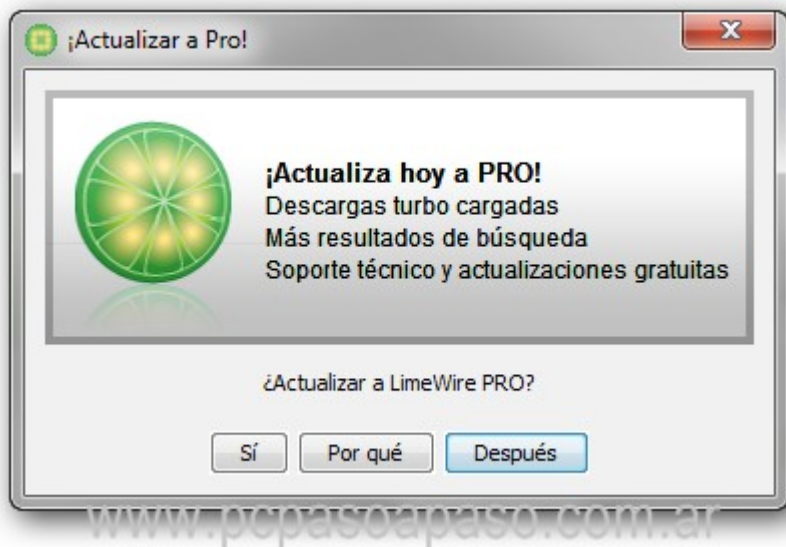 ¡Actualizar a Pro!
¡Actualiza hoy a PRO!
Descargas turbo cargadas
Más resultados de búsqueda
Soporte técnico y actualizaciones gratuitas
¿Actualizar a LimeWire PRO?
Sí
Por qué
Después
www.pcpasoapaso.com.ar